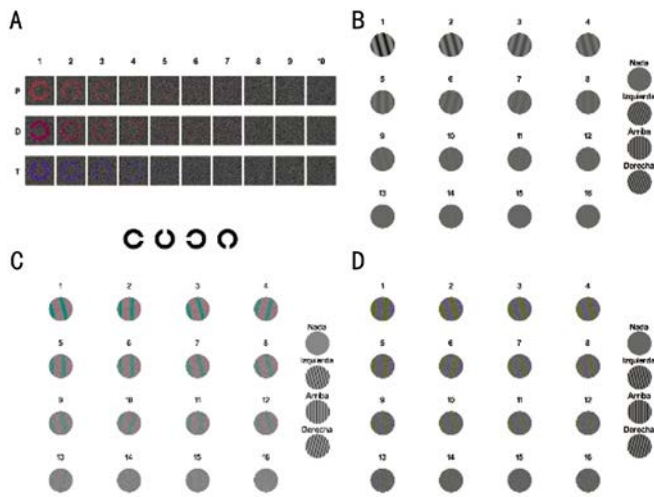 A
1 2 3 4 5 6 7 8 9 10
P
D
T
B
1 2 3 4
5 6 7 8
9 10 11 12
13 14 15 16
Nada
Izquierda
Arriba
Derecha
C
1 2 3 4
5 6 7 8
9 10 11 12
13 14 15 16
Nada
Izquierda
Arriba
Derecha
D
1 2 3 4
5 6 7 8
9 10 11 12
13 14 15 16
Nada
Izquierda
Arriba
Derecha